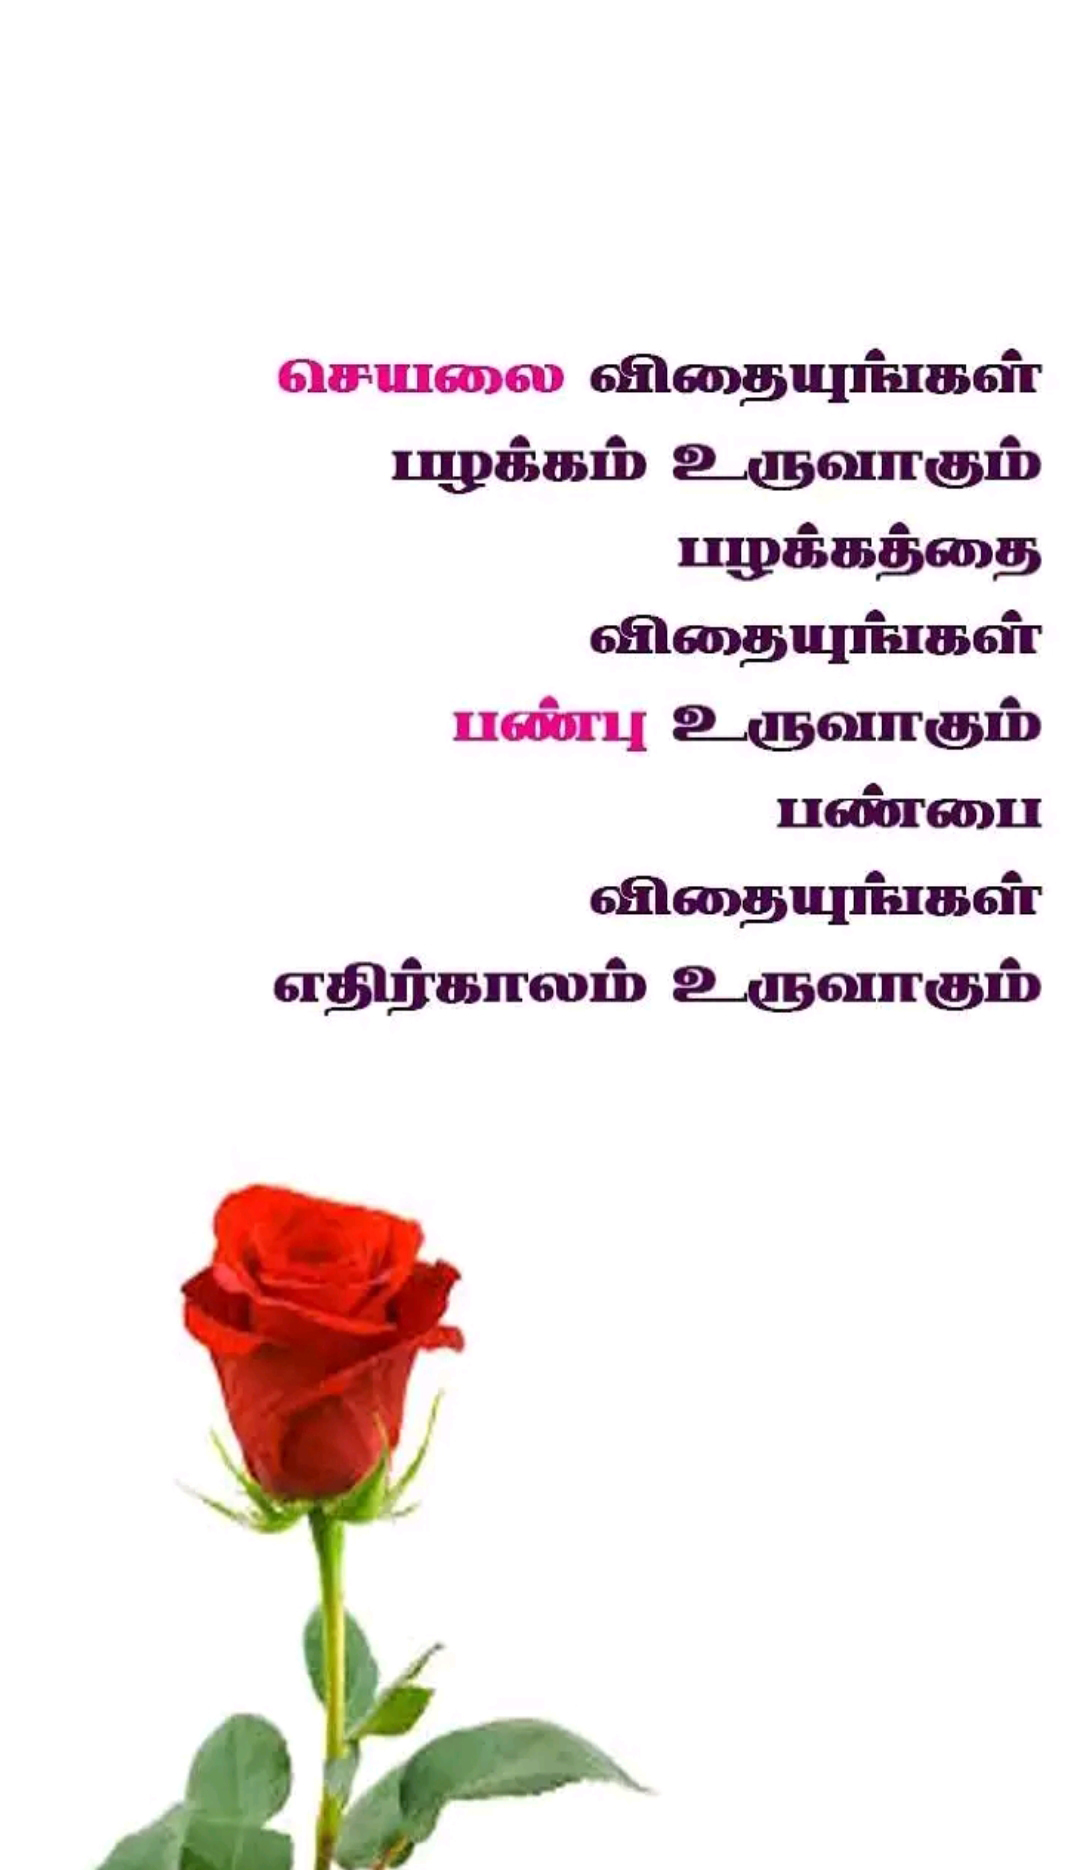 செயலை விதையுங்கள்
பழக்கம் உருவாகும்
பழக்கத்தை
விதையுங்கள்
பண்பு உருவாகும்
பண்பை
விதையுங்கள்
எதிர்காலம் உருவாகும்